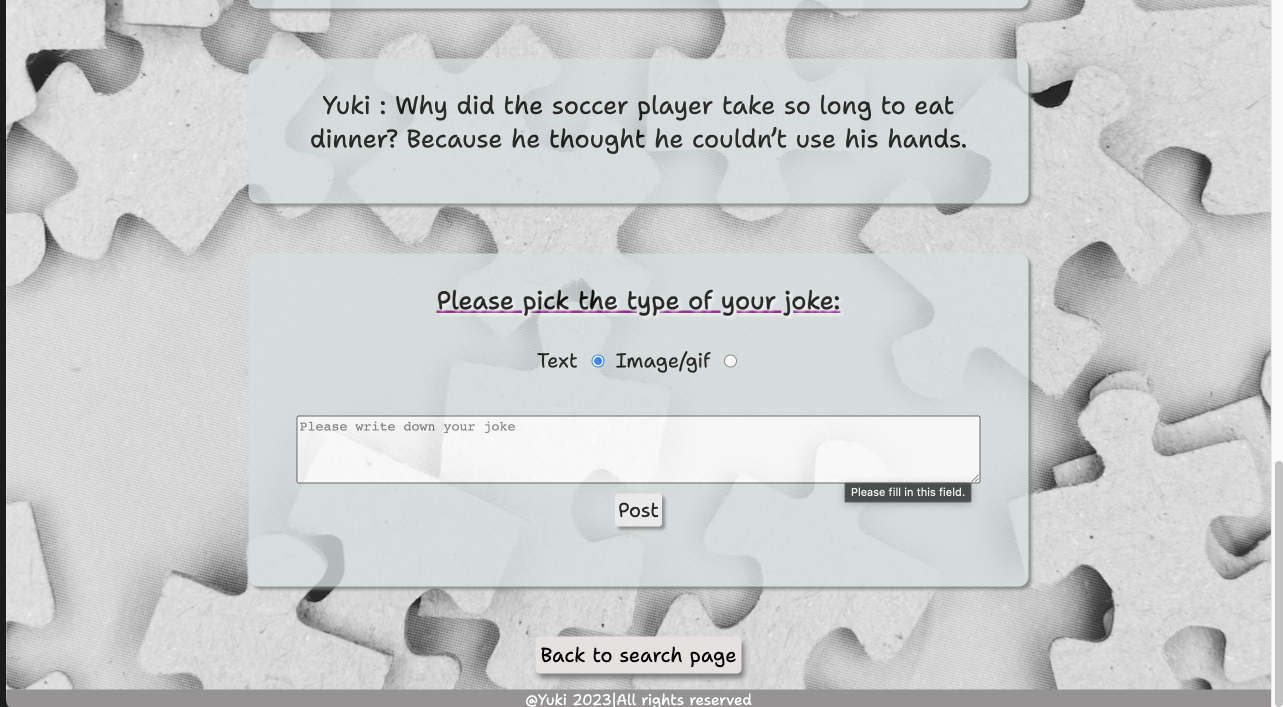 Yuki : Why did the soccer player take so long to eat
dinner? Because he thought he couldn't use his hands.
Please pick the type of your joke:
Text Image/gif
Please write down your joke
Please fill in this field.
Post
Back to search page
@Yuki 2023|All rights reserved